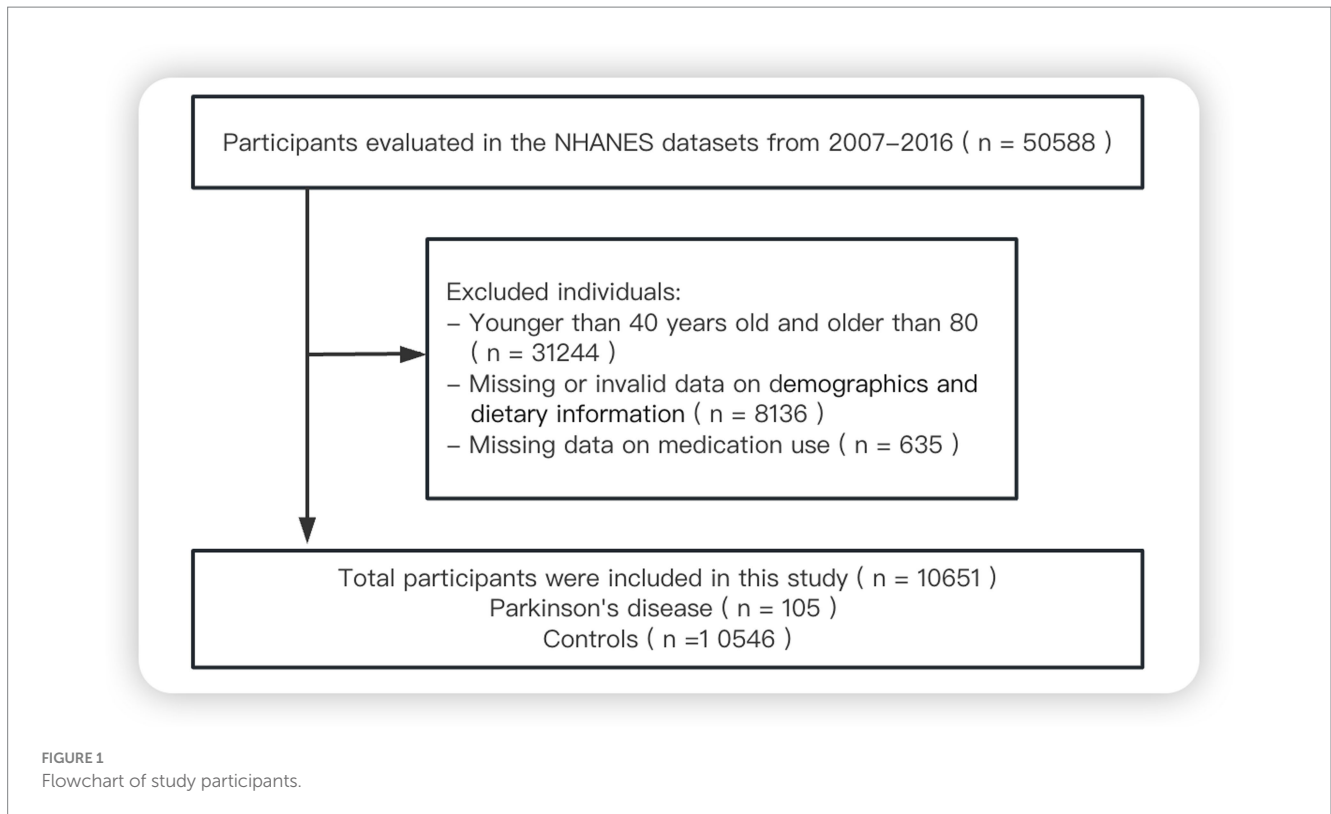 Participants evaluated in the NHANES datasets from 2007–2016 ( n = 50588 )
Excluded individuals:
– Younger than 40 years old and older than 80
( n = 31244 )
– Missing or invalid data on demographics and
dietary information ( n = 8136 )
– Missing data on medication use ( n = 635 )
Total participants were included in this study ( n = 10651 )
Parkinson's disease ( n = 105 )
Controls ( n =1 0546 )
FIGURE 1
Flowchart of study participants.